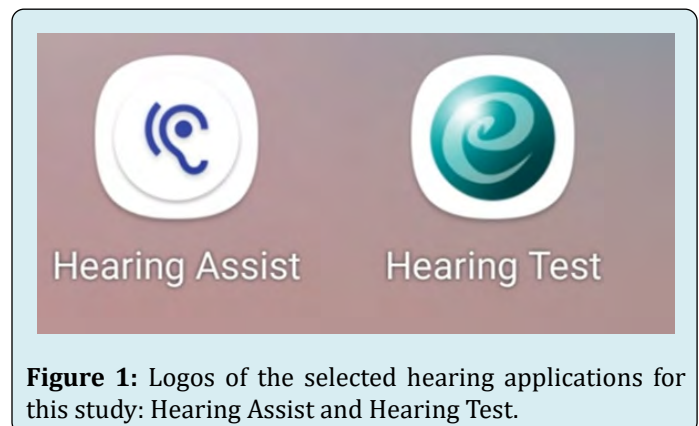 Hearing Assist Hearing Test
Figure 1: Logos of the selected hearing applications for
this study: Hearing Assist and Hearing Test.